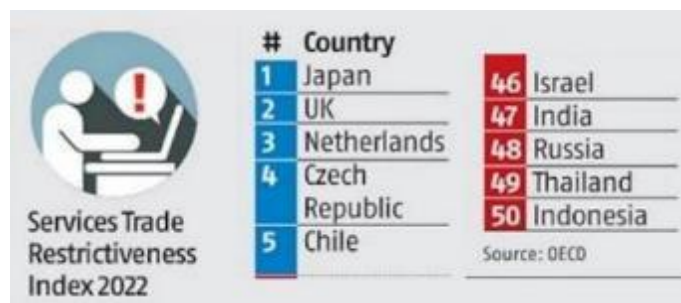 Services Trade
Restrictiveness
Index 2022
# Country
1 Japan
2 UK
3 Netherlands
4 Czech
Republic
5 Chile
46 Israel
47 India
48 Russia
49 Thailand
50 Indonesia
Source: OECD